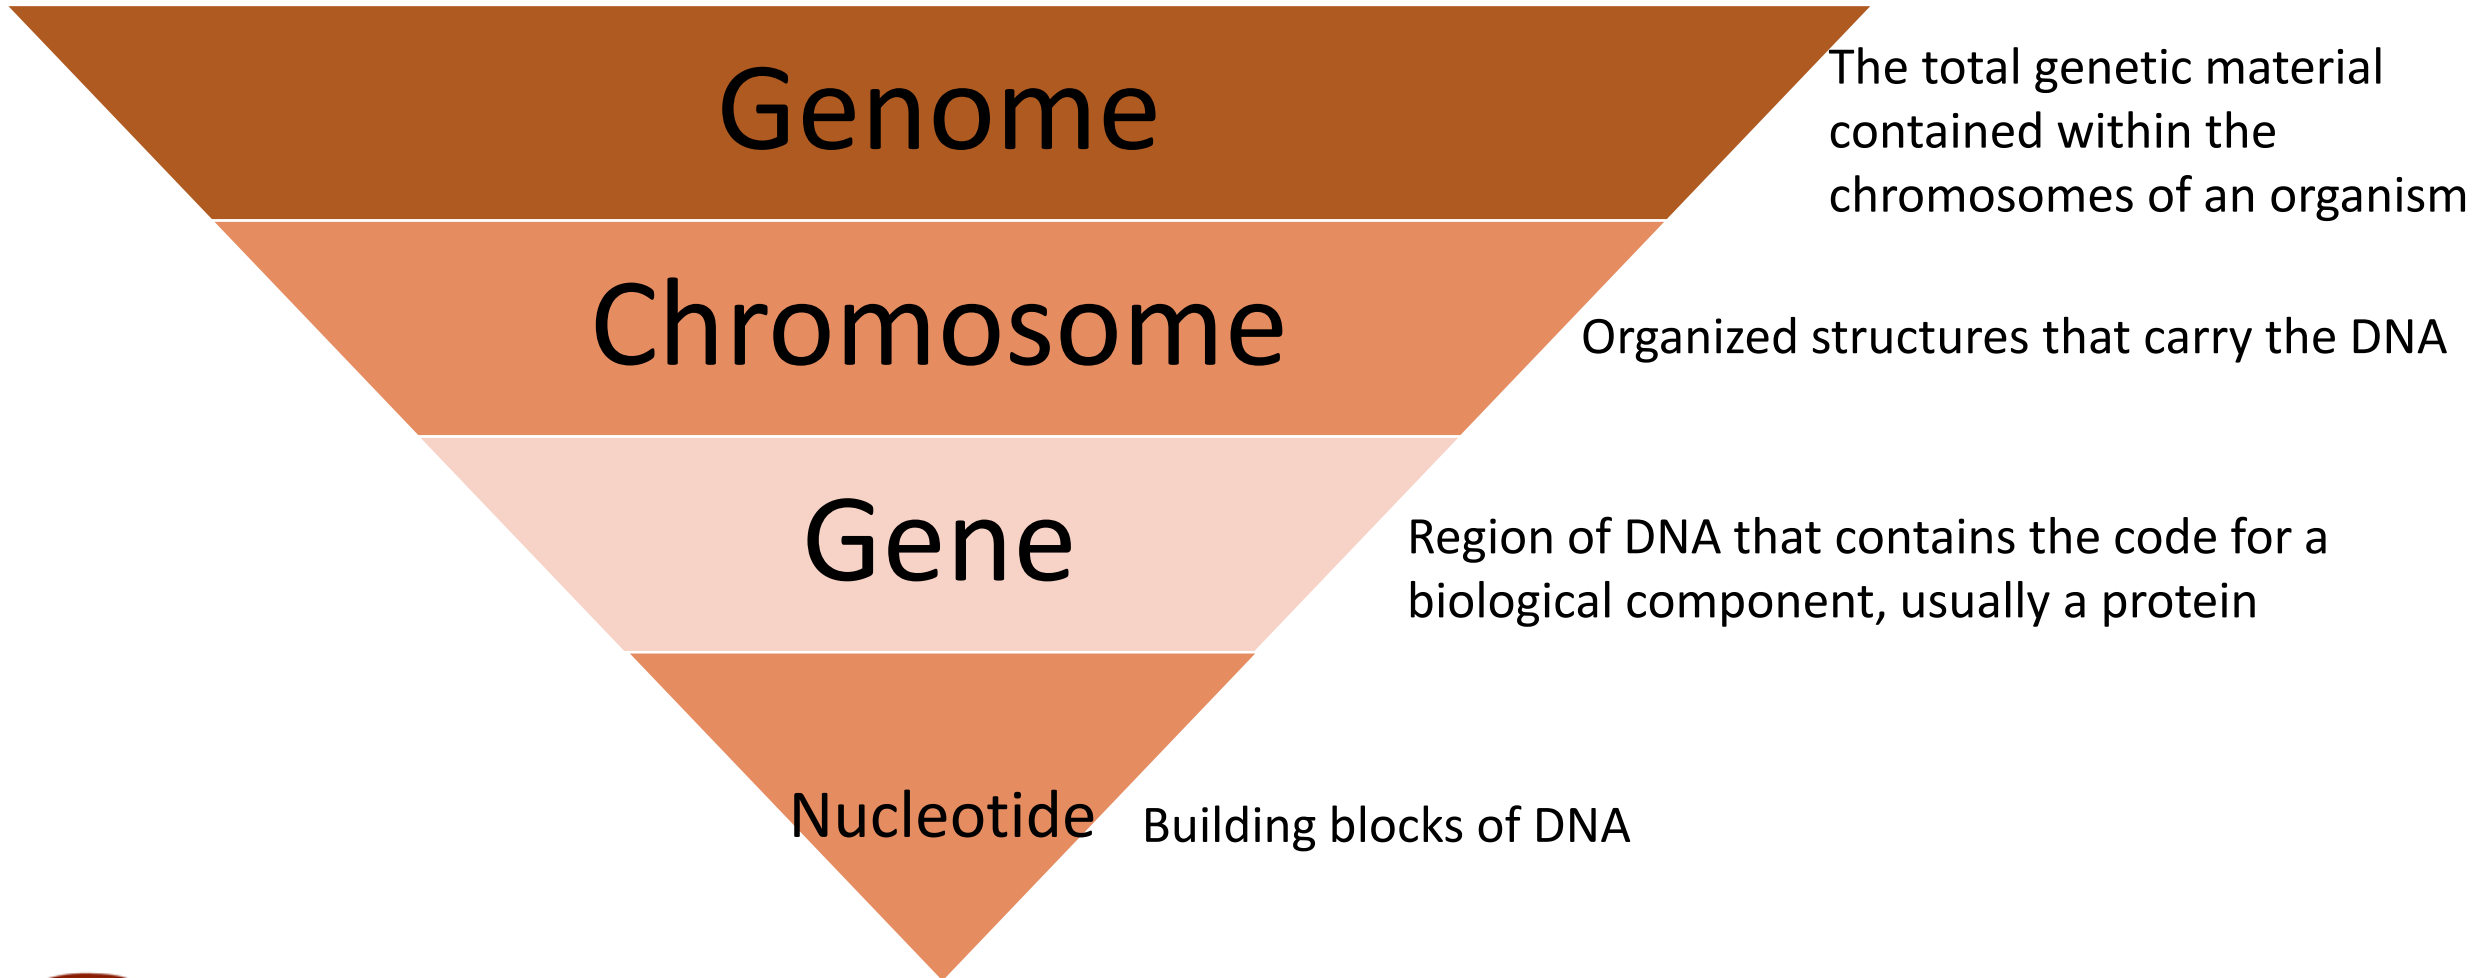 Genome
The total genetic material
contained within the
chromosomes of an organism
Chromosome
Organized structures that carry the DNA
Gene
Region of DNA that contains the code for a
biological component, usually a protein
Nucleotide
Building blocks of DNA